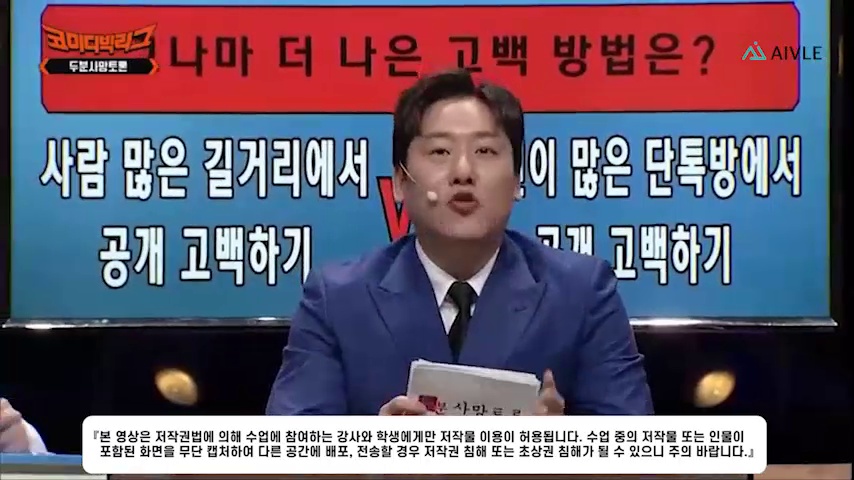 코미디빅리그
두분사망토론
나마 더 나은 고백 방법은?
AIVLE
사람 많은 길거리에서
공개 고백하기
V
이 많은 단톡방에서
공개 고백하기
분사망토론
『본 영상은 저작권법에 의해 수업에 참여하는 강사와 학생에게만 저작물 이용이 허용됩니다. 수업 중의 저작물 또는 인물이
포함된 화면을 무단 캡처하여 다른 공간에 배포, 전송할 경우 저작권 침해 또는 초상권 침해가 될 수 있으니 주의 바랍니다.』